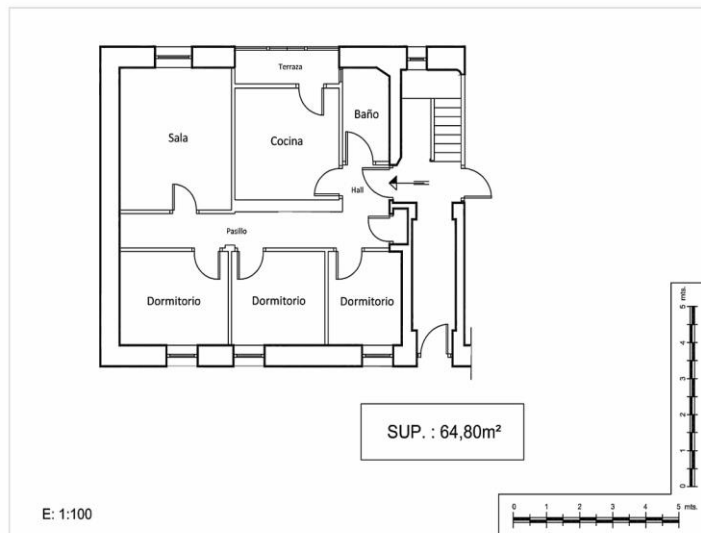 Terraza
Baño
Sala
Cocina
Hall
Pasillo
Dormitorio
Dormitorio
Dormitorio
SUP. : 64,80m²
E: 1:100
0 1 2 3 4 5 mts.
0 1 2 3 4 5 mts.